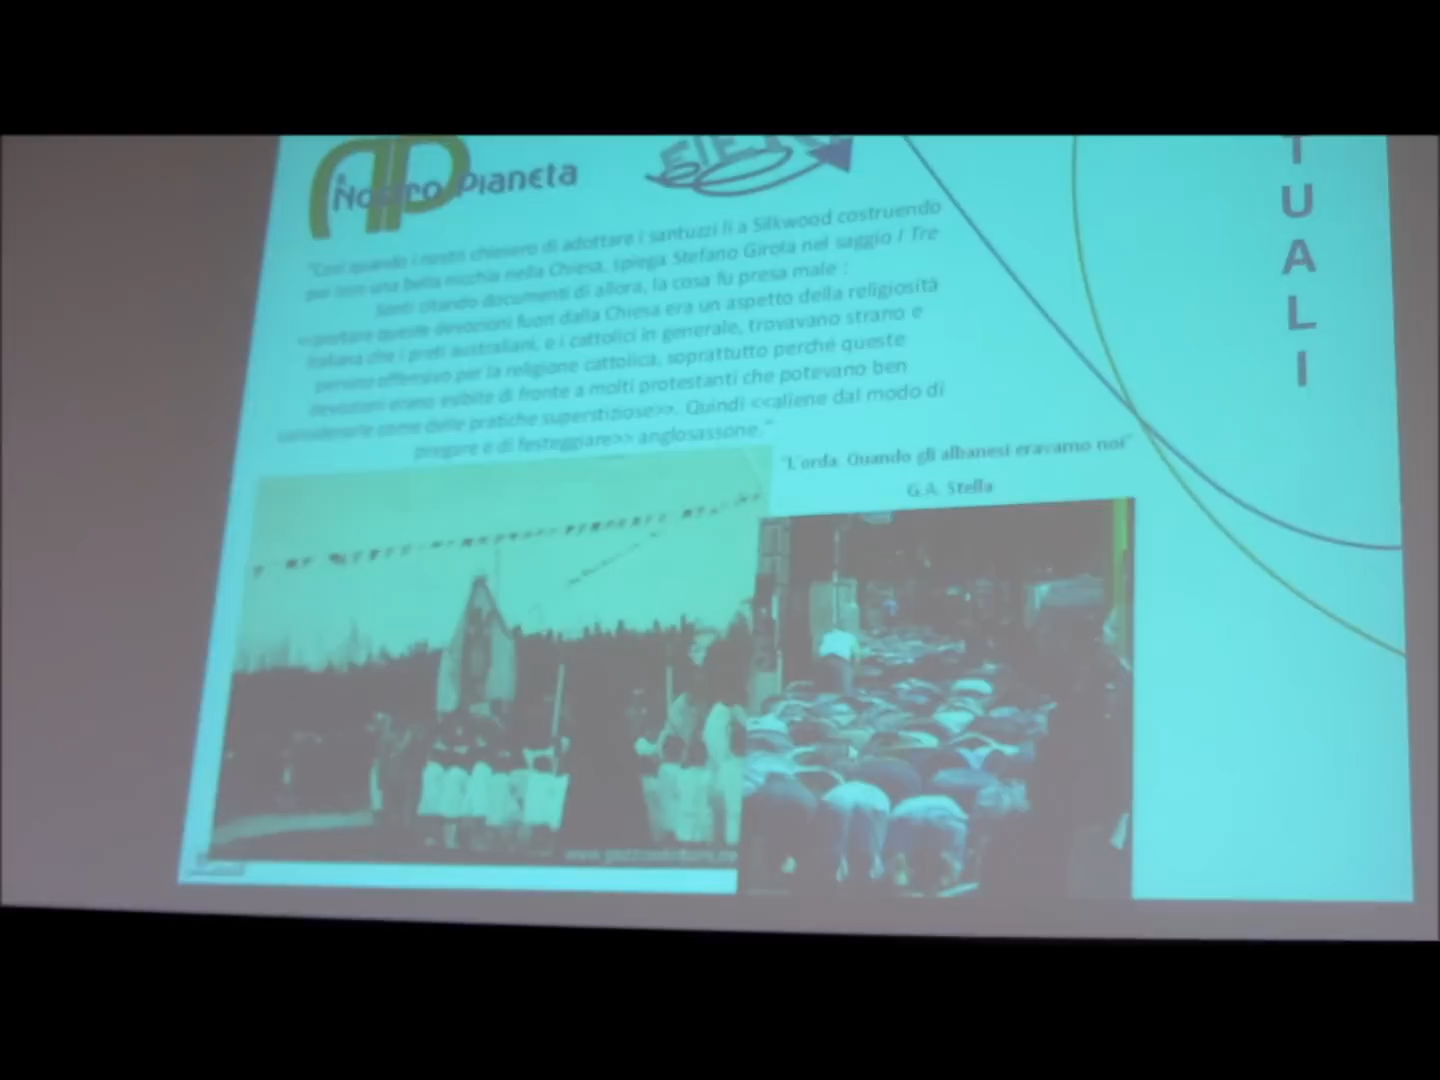 il Nostro Pianeta
"Così quando i nostri chiesero di adottare i santuzzi lì a Silkwood costruendo
per loro una bella nicchia nella Chiesa, spiega Stefano Girola nel saggio I Tre
Santi citando documenti di allora, la cosa fu presa male :
<<portare queste devozioni fuori dalla Chiesa era un aspetto della religiosità
italiana che i preti australiani, e i cattolici in generale, trovavano strano e
persino offensivo per la religione cattolica, soprattutto perché queste
devozioni erano esibite di fronte a molti protestanti che potevano ben
considerarle come delle pratiche superstiziose>>. Quindi <<aliene dal modo di
pregare e di festeggiare>> anglosassone."
"L'orda. Quando gli albanesi eravamo noi"
G.A. Stella
T
U
A
L
I